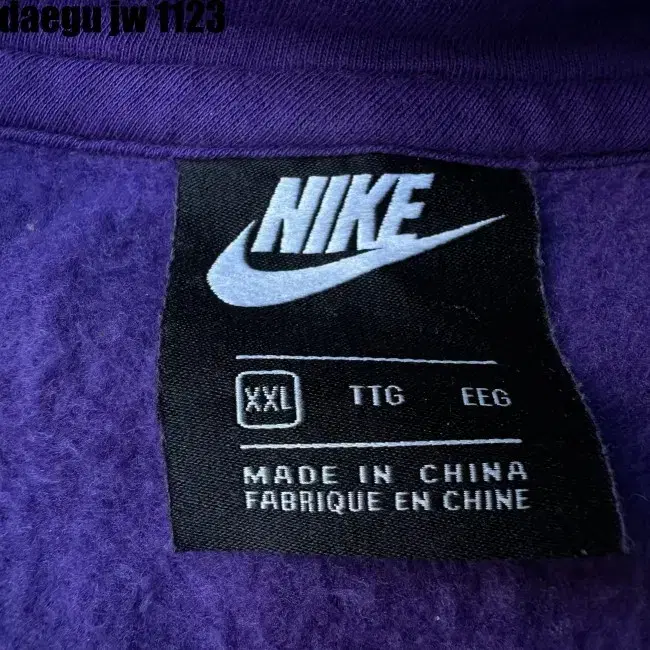 daegu jw 1123
NIKE
XXL TTG EEG
MADE IN CHINA
FABRIQUE EN CHINE